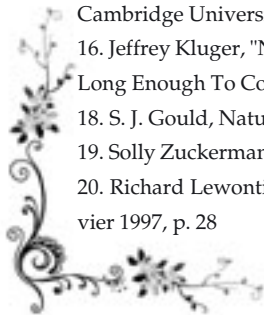 Cambridge Univers
16. Jeffrey Kluger, "N
Long Enough To Co
18. S. J. Gould, Natu
19. Solly Zuckerman
20. Richard Lewonti
vier 1997, p. 28